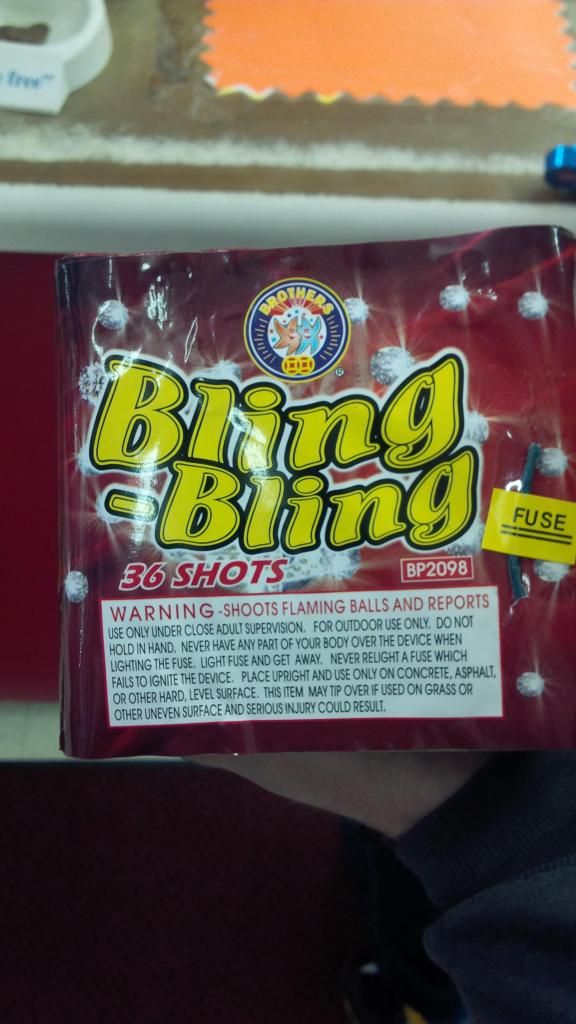 free™
BROTHERS
®
Bling
-Bling
FUSE
36 SHOTS
BP2098
WARNING -SHOOTS FLAMING BALLS AND REPORTS
USE ONLY UNDER CLOSE ADULT SUPERVISION. FOR OUTDOOR USE ONLY. DO NOT
HOLD IN HAND. NEVER HAVE ANY PART OF YOUR BODY OVER THE DEVICE WHEN
LIGHTING THE FUSE. LIGHT FUSE AND GET AWAY. NEVER RELIGHT A FUSE WHICH
FAILS TO IGNITE THE DEVICE. PLACE UPRIGHT AND USE ONLY ON CONCRETE, ASPHALT,
OR OTHER HARD, LEVEL SURFACE. THIS ITEM MAY TIP OVER IF USED ON GRASS OR
OTHER UNEVEN SURFACE AND SERIOUS INJURY COULD RESULT.